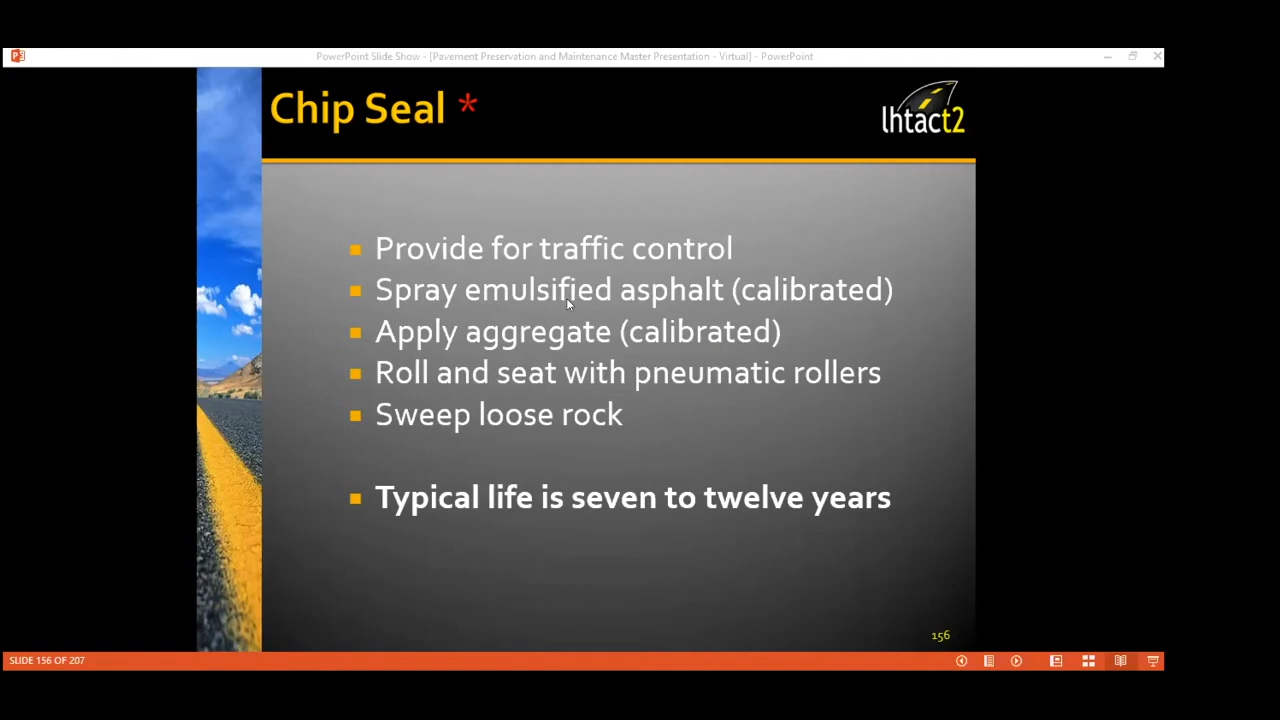 PowerPoint Slide Show - [Pavement Preservation and Maintenance Master Presentation - Virtual] - PowerPoint
Chip Seal *
lhtact2
Provide for traffic control
Spray emulsified asphalt (calibrated)
Apply aggregate (calibrated)
Roll and seat with pneumatic rollers
Sweep loose rock
Typical life is seven to twelve years
156
SLIDE 156 OF 207